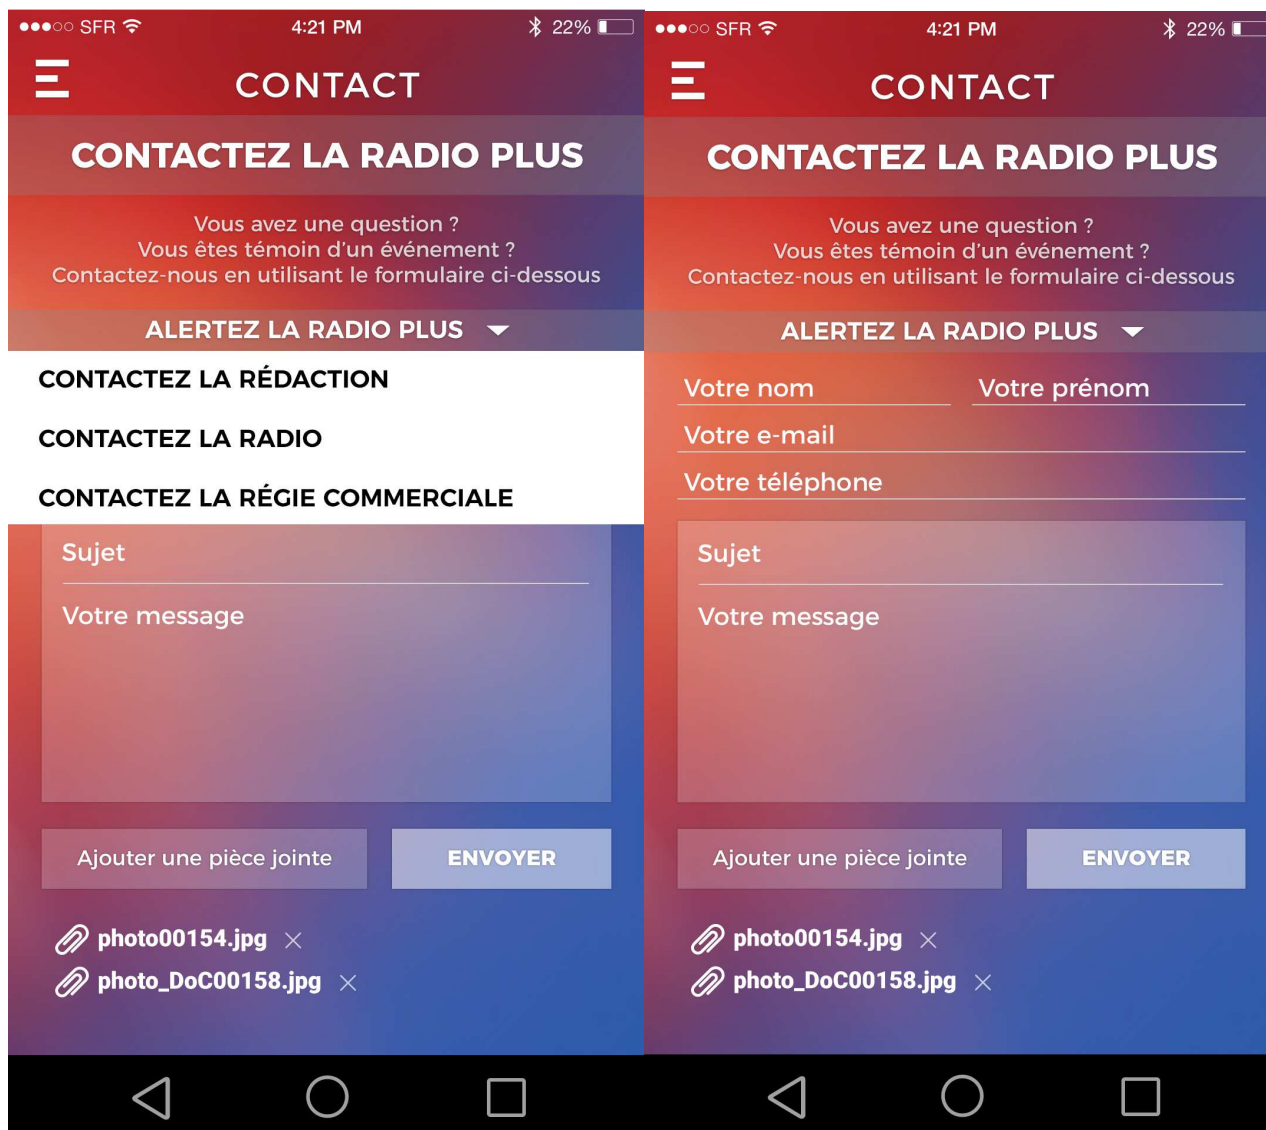 SFR 4:21 PM 22%
CONTACT
CONTACTEZ LA RADIO PLUS
Vous avez une question ?
Vous êtes témoin d'un événement ?
Contactez-nous en utilisant le formulaire ci-dessous
ALERTEZ LA RADIO PLUS
CONTACTEZ LA RÉDACTION
CONTACTEZ LA RADIO
CONTACTEZ LA RÉGIE COMMERCIALE
Sujet
Votre message
Ajouter une pièce jointe ENVOYER
photo00154.jpg
photo_DoC00158.jpg
SFR 4:21 PM 22%
CONTACT
CONTACTEZ LA RADIO PLUS
Vous avez une question ?
Vous êtes témoin d'un événement ?
Contactez-nous en utilisant le formulaire ci-dessous
ALERTEZ LA RADIO PLUS
Votre nom Votre prénom
Votre e-mail
Votre téléphone
Sujet
Votre message
Ajouter une pièce jointe ENVOYER
photo00154.jpg
photo_DoC00158.jpg